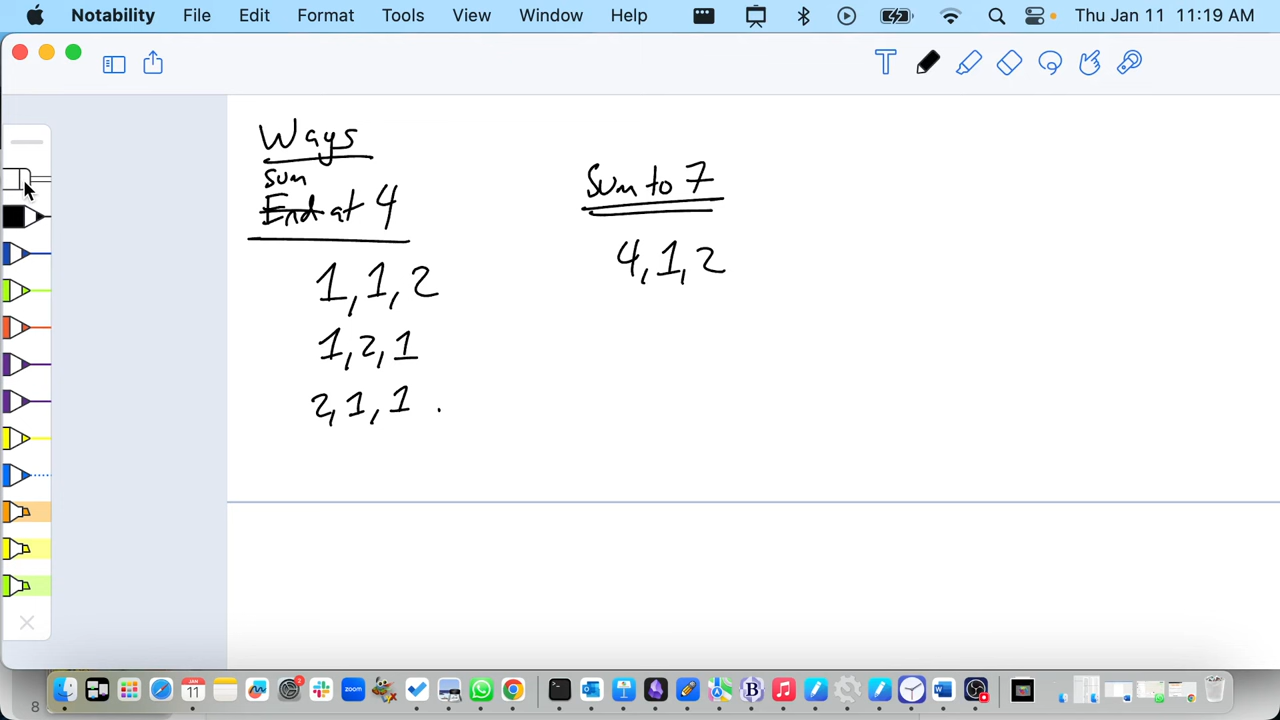 Notability File Edit Format Tools View Window Help Thu Jan 11 11:19 AM
Ways
sum
End at 4
1,1,2
1,2,1
2,1,1 .
Sum to 7
4,1,2
8